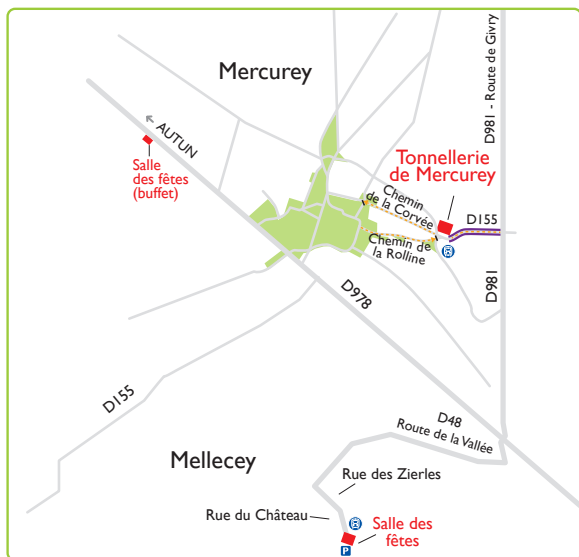 Mercurey
D981 - Route de Givry
AUTUN
Salle
des fêtes
(buffet)
Tonnellerie
de Mercurey
Chemin
de la Corvée
D155
Chemin de
la Rolline
D981
D978
D155
D48
Route de la Vallée
Mellecey
Rue des Zierles
Rue du Château
Salle des
fêtes
P